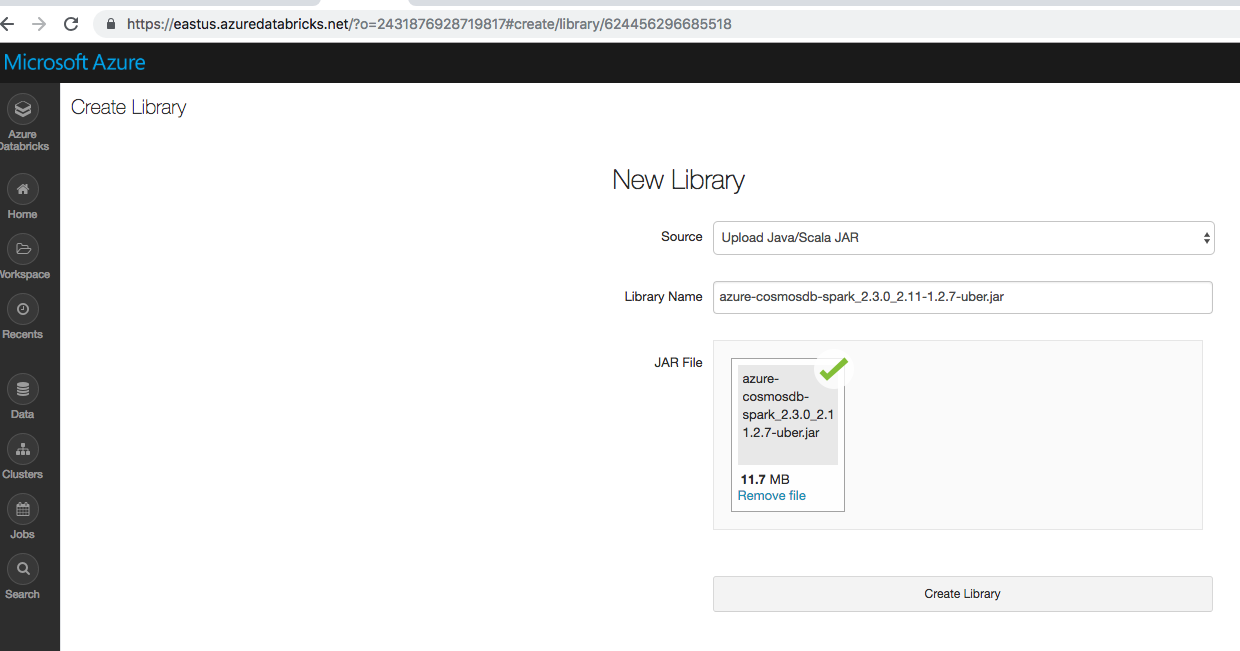 https://eastus.azuredatabricks.net/?o=2431876928719817#create/library/624456296685518
Microsoft Azure
Azure
Databricks
Home
Workspace
Recents
Data
Clusters
Jobs
Search
Create Library
New Library
Source
Upload Java/Scala JAR
Library Name
azure-cosmosdb-spark_2.3.0_2.11-1.2.7-uber.jar
JAR File
azure-
cosmosdb-
spark_2.3.0_2.1
1.2.7-uber.jar
11.7 MB
Remove file
Create Library